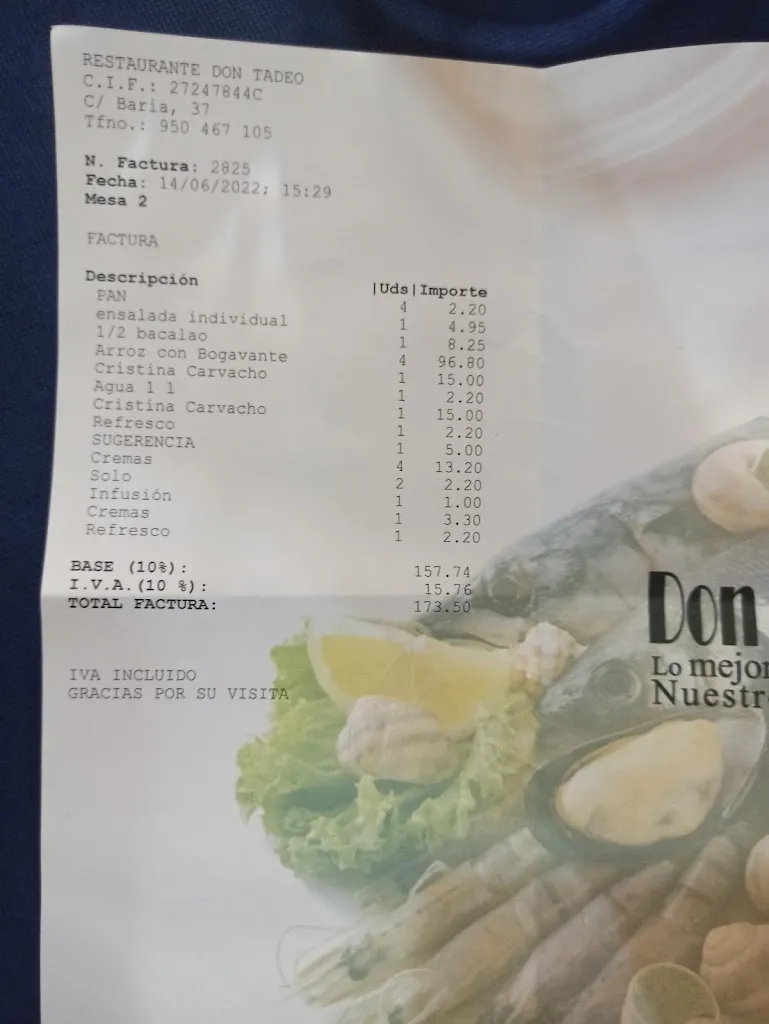 RESTAURANTE DON TADEO
C.I.F.: 27247844C
C/ Baria, 37
Tfno.: 950 467 105
N. Factura: 2825
Fecha: 14/06/2022; 15:29
Mesa 2
FACTURA
Descripción |Uds|Importe
PAN 4 2.20
ensalada individual 1 4.95
1/2 bacalao 1 8.25
Arroz con Bogavante 4 96.80
Cristina Carvacho 1 15.00
Agua 1 l 1 2.20
Cristina Carvacho 1 15.00
Refresco 1 2.20
SUGERENCIA 1 5.00
Cremas 4 13.20
Solo 2 2.20
Infusión 1 1.00
Cremas 1 3.30
Refresco 1 2.20
BASE (10%): 157.74
I.V.A.(10 %): 15.76
TOTAL FACTURA: 173.50
IVA INCLUIDO
GRACIAS POR SU VISITA
Don
Lo mejor
Nuestr